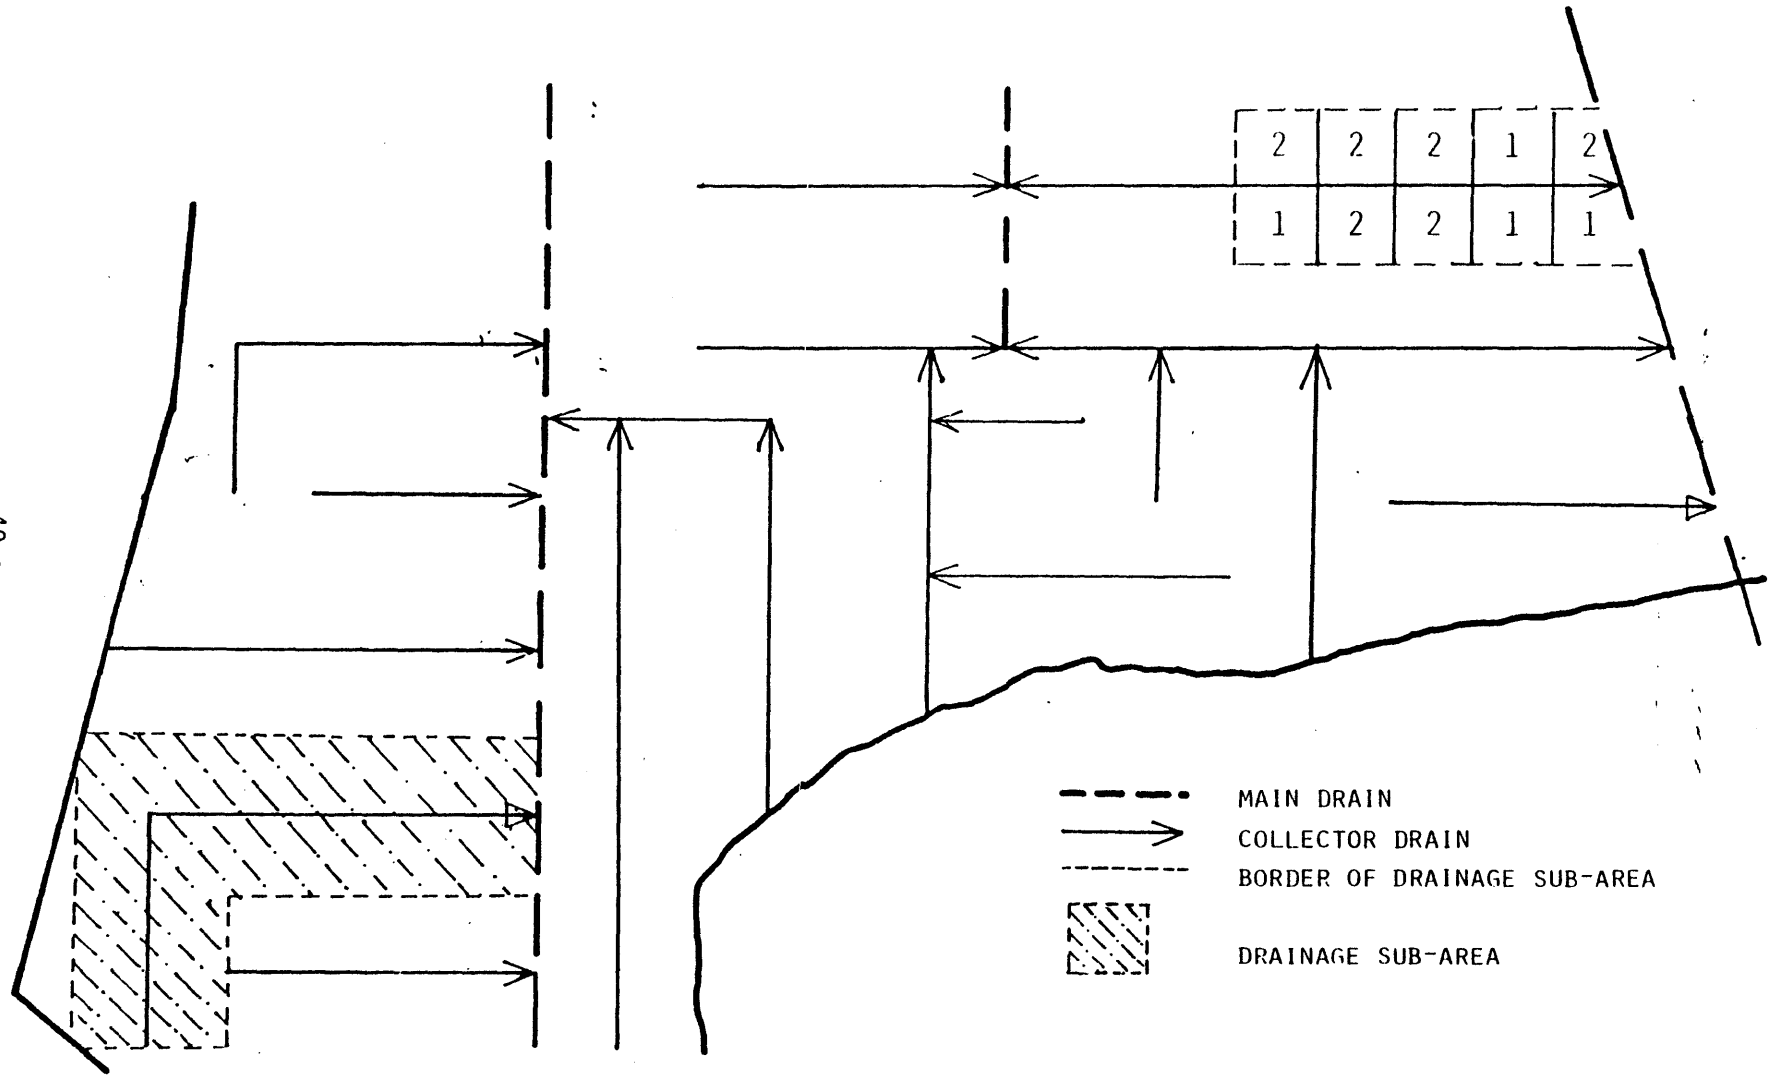 2 2 2 1 2
1 2 2 1 1
MAIN DRAIN
COLLECTOR DRAIN
BORDER OF DRAINAGE SUB-AREA
DRAINAGE SUB-AREA